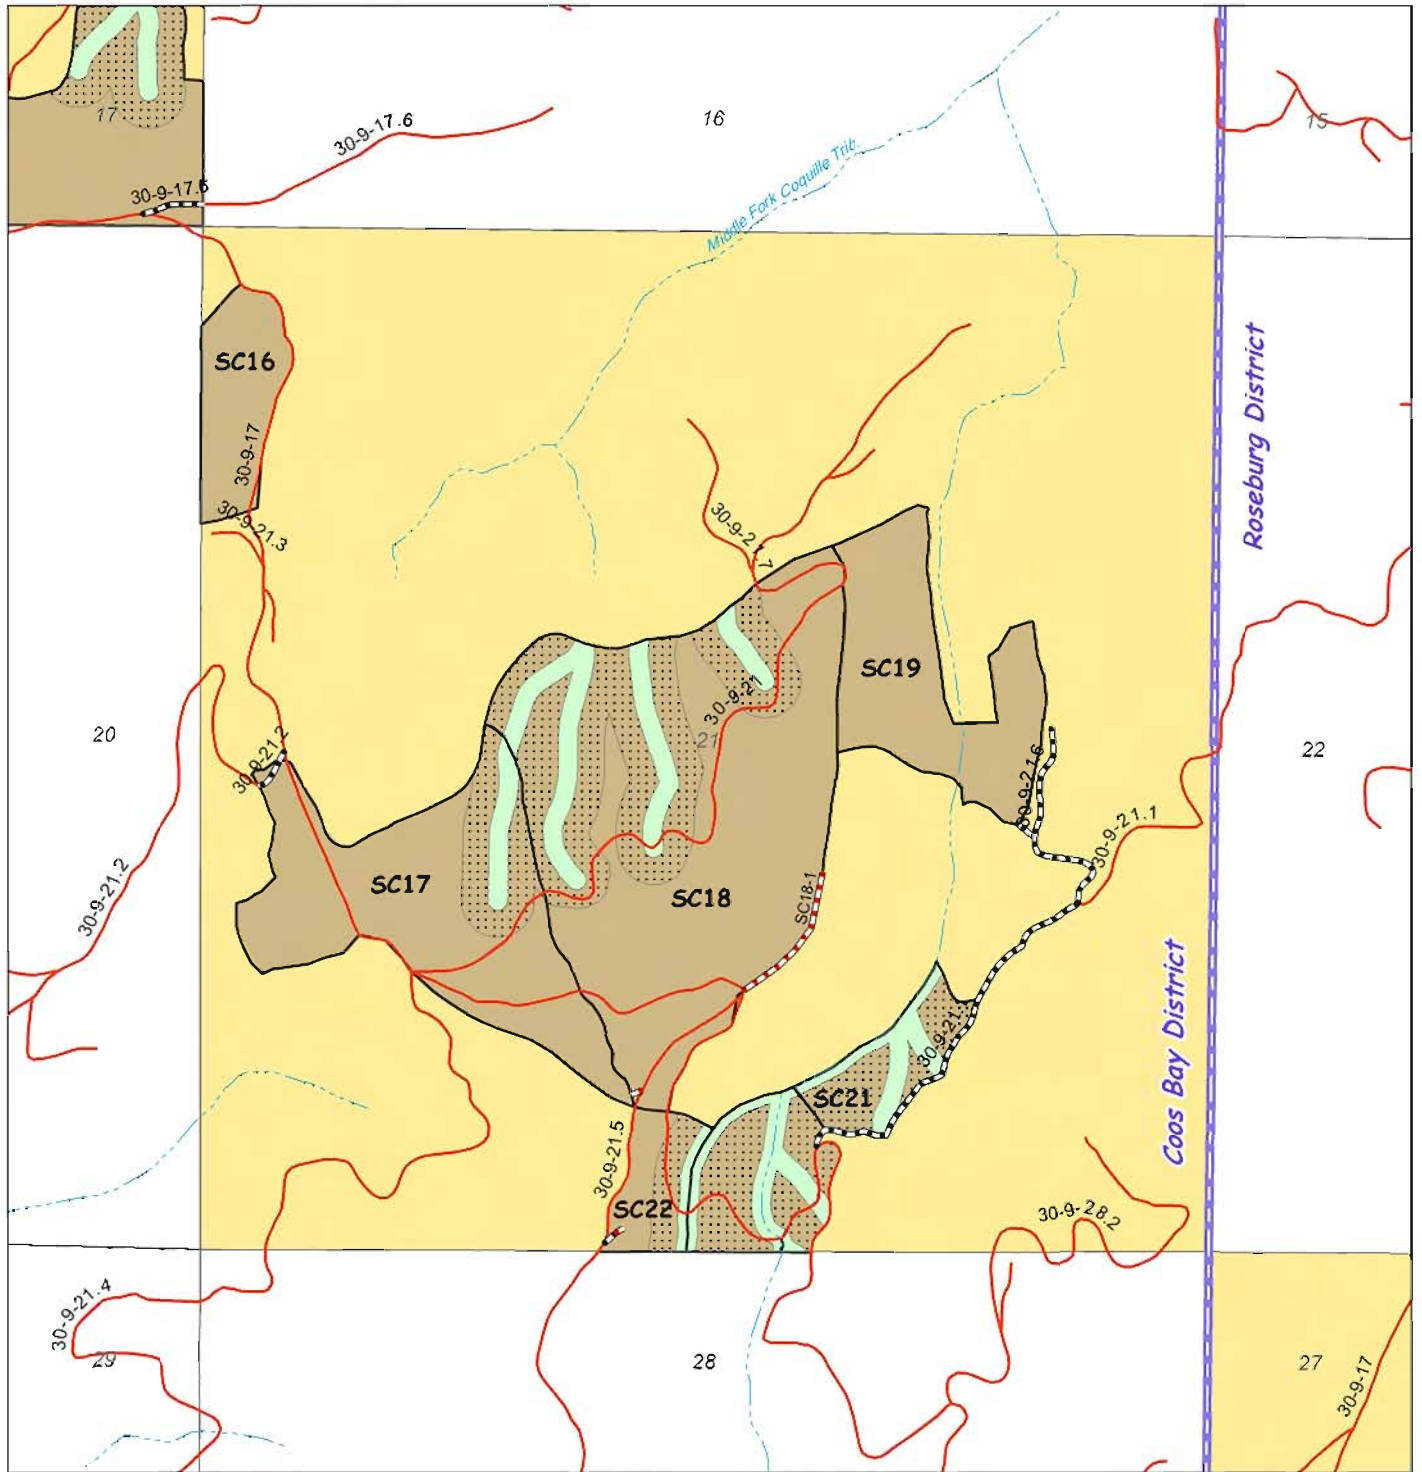 17
30-9-17.6
16
15
30-9-17.6
Middle Fork Coquille Trib.
SC16
30-9-17
30-9-21.3
30-9-21.7
Roseburg District
SC19
30-9-21
21
20
22
30-9-21.2
30-9-21.6
30-9-21.1
30-9-21.2
SC17
SC18
SC18-1
Coos Bay District
30-9-21
SC21
30-9-21.5
SC22
30-9-28.2
30-9-21.4
29
28
27
30-9-17